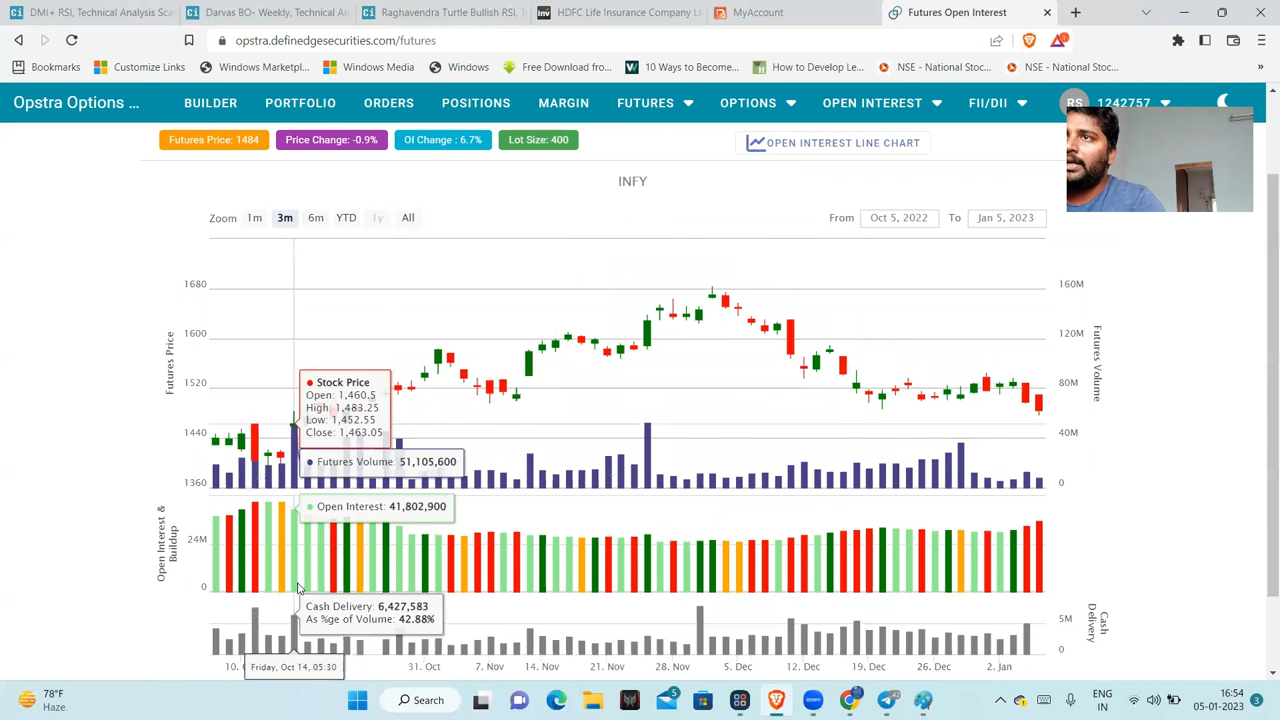 DMI+ RSI, Technical Analysis Sca
Darvas BO- Weekly, Technical An
Raghavendra Turtle Bullish RSI, T
HDFC Life Insurance Company L
MyAccount
Futures Open Interest
opstra.definedgesecurities.com/futures
Bookmarks
Customize Links
Windows Marketpl...
Windows Media
Windows
Free Download fro...
10 Ways to Become...
How to Develop Le...
NSE - National Stoc...
NSE - National Stoc...
Opstra Options ...
BUILDER
PORTFOLIO
ORDERS
POSITIONS
MARGIN
FUTURES
OPTIONS
OPEN INTEREST
FII/DII
RS
1242757
Futures Price: 1484
Price Change: -0.9%
OI Change : 6.7%
Lot Size: 400
OPEN INTEREST LINE CHART
INFY
Zoom 1m 3m 6m YTD 1y All
From Oct 5, 2022 To Jan 5, 2023
1680
1600
1520
1440
1360
Futures Price
160M
120M
80M
40M
0
Futures Volume
Stock Price
Open: 1,460.5
High: 1,483.25
Low: 1,452.55
Close: 1,463.05
Futures Volume: 51,105,600
Open Interest: 41,802,900
Open Interest &
Buildup
24M
0
Cash Delivery: 6,427,583
As %ge of Volume: 42.88%
5M
0
Cash
Delivery
10.
Friday, Oct 14, 05:30
31. Oct
7. Nov
14. Nov
21. Nov
28. Nov
5. Dec
12. Dec
19. Dec
26. Dec
2. Jan
78°F
Haze
Search
5
ENG
IN
16:54
05-01-2023
3